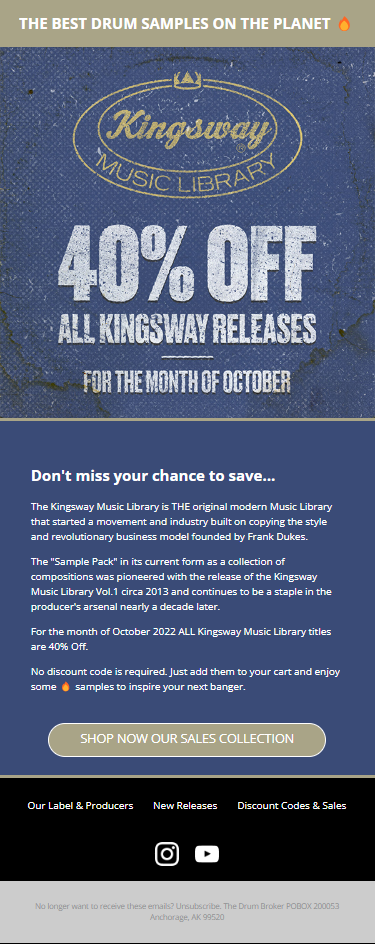 THE BEST DRUM SAMPLES ON THE PLANET 🔥
Kingsway
®
MUSIC LIBRARY
40% OFF
ALL KINGSWAY RELEASES
FOR THE MONTH OF OCTOBER
Don't miss your chance to save...
The Kingsway Music Library is THE original modern Music Library
that started a movement and industry built on copying the style
and revolutionary business model founded by Frank Dukes.
The "Sample Pack" in its current form as a collection of
compositions was pioneered with the release of the Kingsway
Music Library Vol.1 circa 2013 and continues to be a staple in the
producer's arsenal nearly a decade later.
For the month of October 2022 ALL Kingsway Music Library titles
are 40% Off.
No discount code is required. Just add them to your cart and enjoy
some 🔥 samples to inspire your next banger.
SHOP NOW OUR SALES COLLECTION
Our Label & Producers New Releases Discount Codes & Sales
No longer want to receive these emails? Unsubscribe. The Drum Broker POBOX 200053
Anchorage, AK 99520